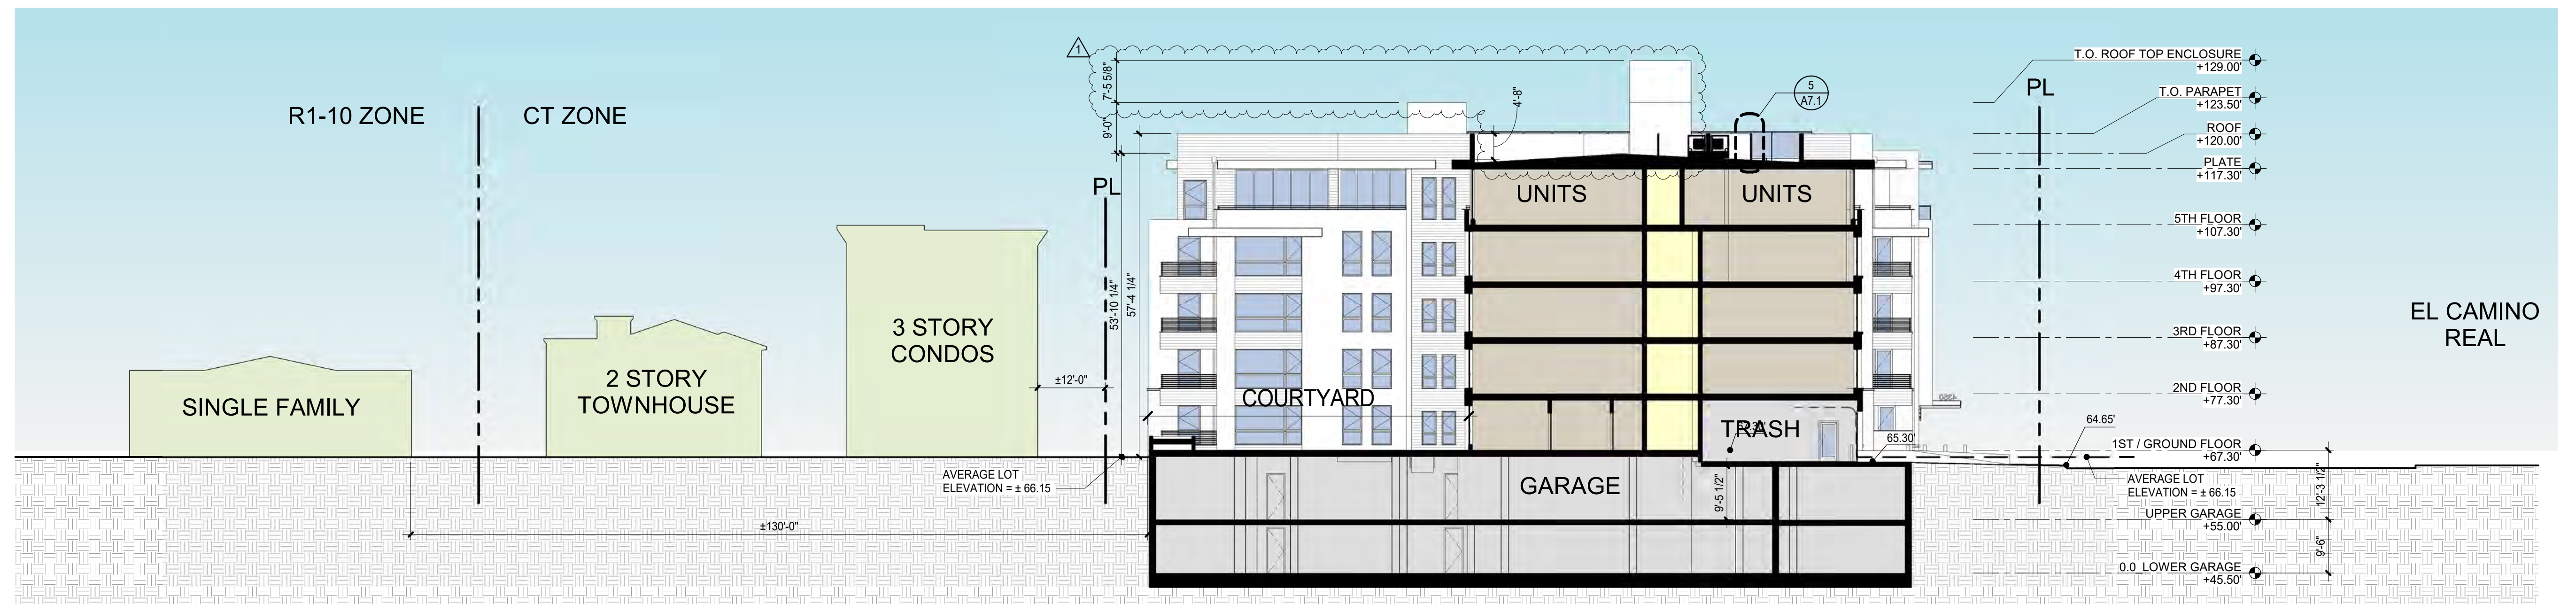 R1-10 ZONE
CT ZONE
SINGLE FAMILY
2 STORY
TOWNHOUSE
3 STORY
CONDOS
±12'-0"
±130'-0"
PL
AVERAGE LOT
ELEVATION = ± 66.15
1
7'-5 5/8"
9'-0"
53'-10 1/4"
57'-4 1/4"
4'-8"
5
A7.1
UNITS
UNITS
COURTYARD
TRASH
65.30'
GARAGE
9'-5 1/2"
PL
T.O. ROOF TOP ENCLOSURE
+129.00'
T.O. PARAPET
+123.50'
ROOF
+120.00'
PLATE
+117.30'
5TH FLOOR
+107.30'
4TH FLOOR
+97.30'
3RD FLOOR
+87.30'
2ND FLOOR
+77.30'
64.65'
1ST / GROUND FLOOR
+67.30'
AVERAGE LOT
ELEVATION = ± 66.15
UPPER GARAGE
+55.00'
0.0 LOWER GARAGE
+45.50'
12'-3 1/2"
9'-6"
EL CAMINO
REAL